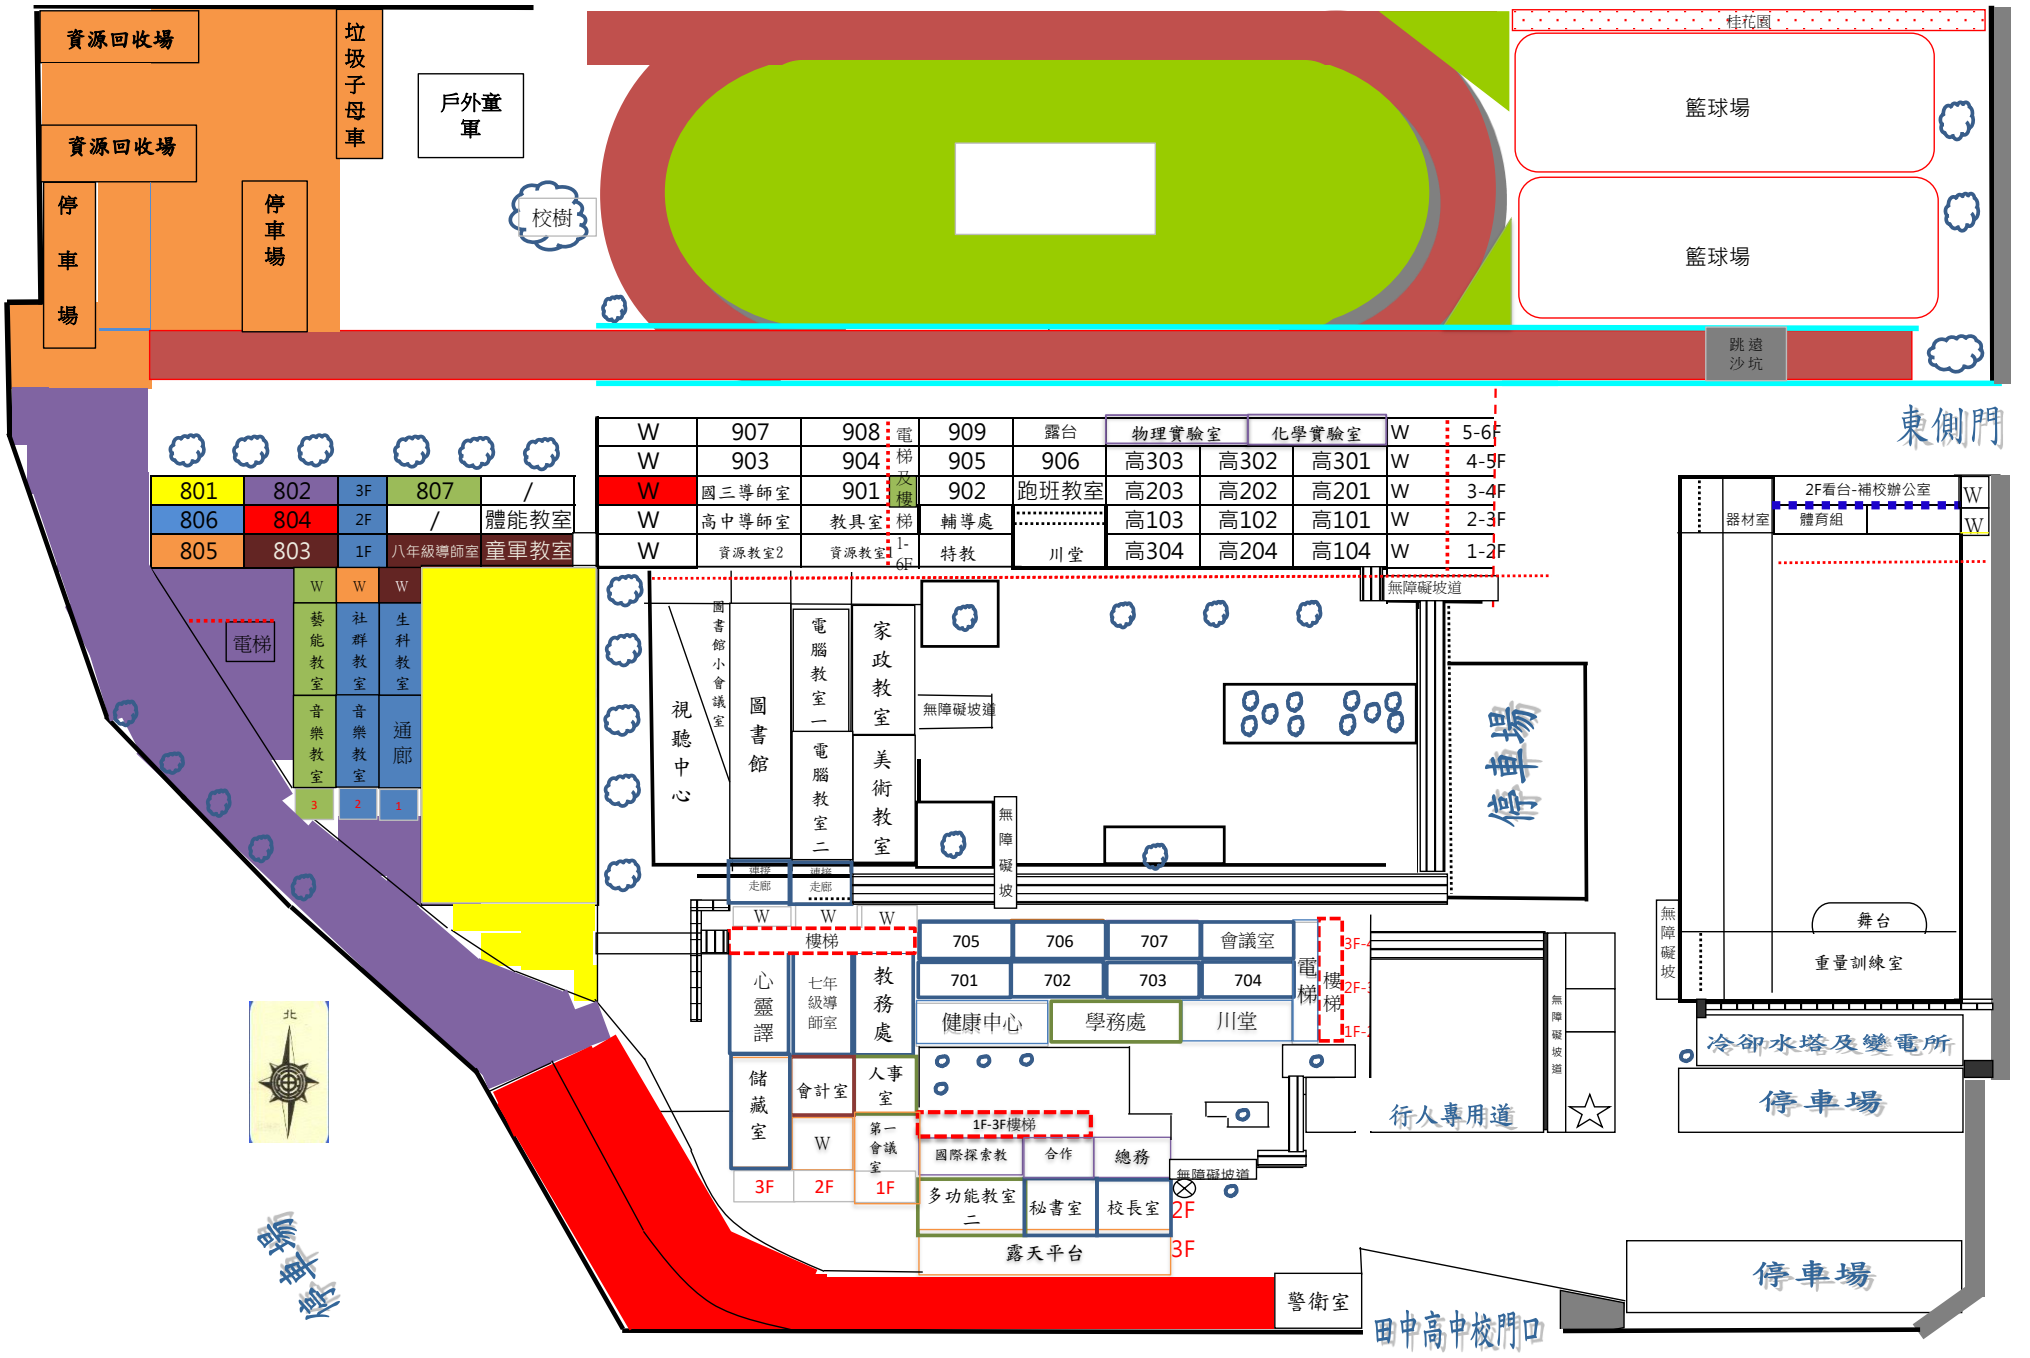 資源回收場
垃圾子母車
戶外童
軍
資源回收場
停車場
停車場
校樹
桂花園
籃球場
籃球場
跳遠
沙坑
東側門
W 907 908 909 露台 物理實驗室 化學實驗室 W 5-6F
W 903 904 905 906 高303 高302 高301 W 4-5F
W 國三導師室 901 902 跑班教室 高203 高202 高201 W 3-4F
W 高中導師室 教具室 輔導處 高103 高102 高101 W 2-3F
W 資源教室2 資源教室1 特教 川堂 高304 高204 高104 W 1-2F
電梯及樓梯1-6F
801 802 3F 807 /
806 804 2F / 體能教室
805 803 1F 八年級導師室 童軍教室
W W W
藝能教室
社群教室
生科教室
電梯
音樂教室
音樂教室
通廊
3 2 1
無障礙坡道
視聽中心
圖書館小會議室
圖書館
電腦教室一
電腦教室二
家政教室
美術教室
無障礙坡道
無障礙坡
停車場
2F看台-補校辦公室
W
器材室
體育組
W
無障礙坡
舞台
重量訓練室
連接
走廊
連接
走廊
W W W
樓梯
705 706 707 會議室
701 702 703 704
健康中心 學務處 川堂
電梯
樓梯
3F-4
2F-3
1F-2
心靈譯
七年
級導
師室
教務處
儲藏室
會計室
人事
室
W
第一
會議
室
3F 2F 1F
1F-3F樓梯
國際探索教
合作
總務
多功能教室
二
秘書室
校長室
2F
露天平台
3F
無障礙坡道
無障礙坡道
行人專用道
冷卻水塔及變電所
停車場
停車場
北
停車場
警衛室
田中高中校門口